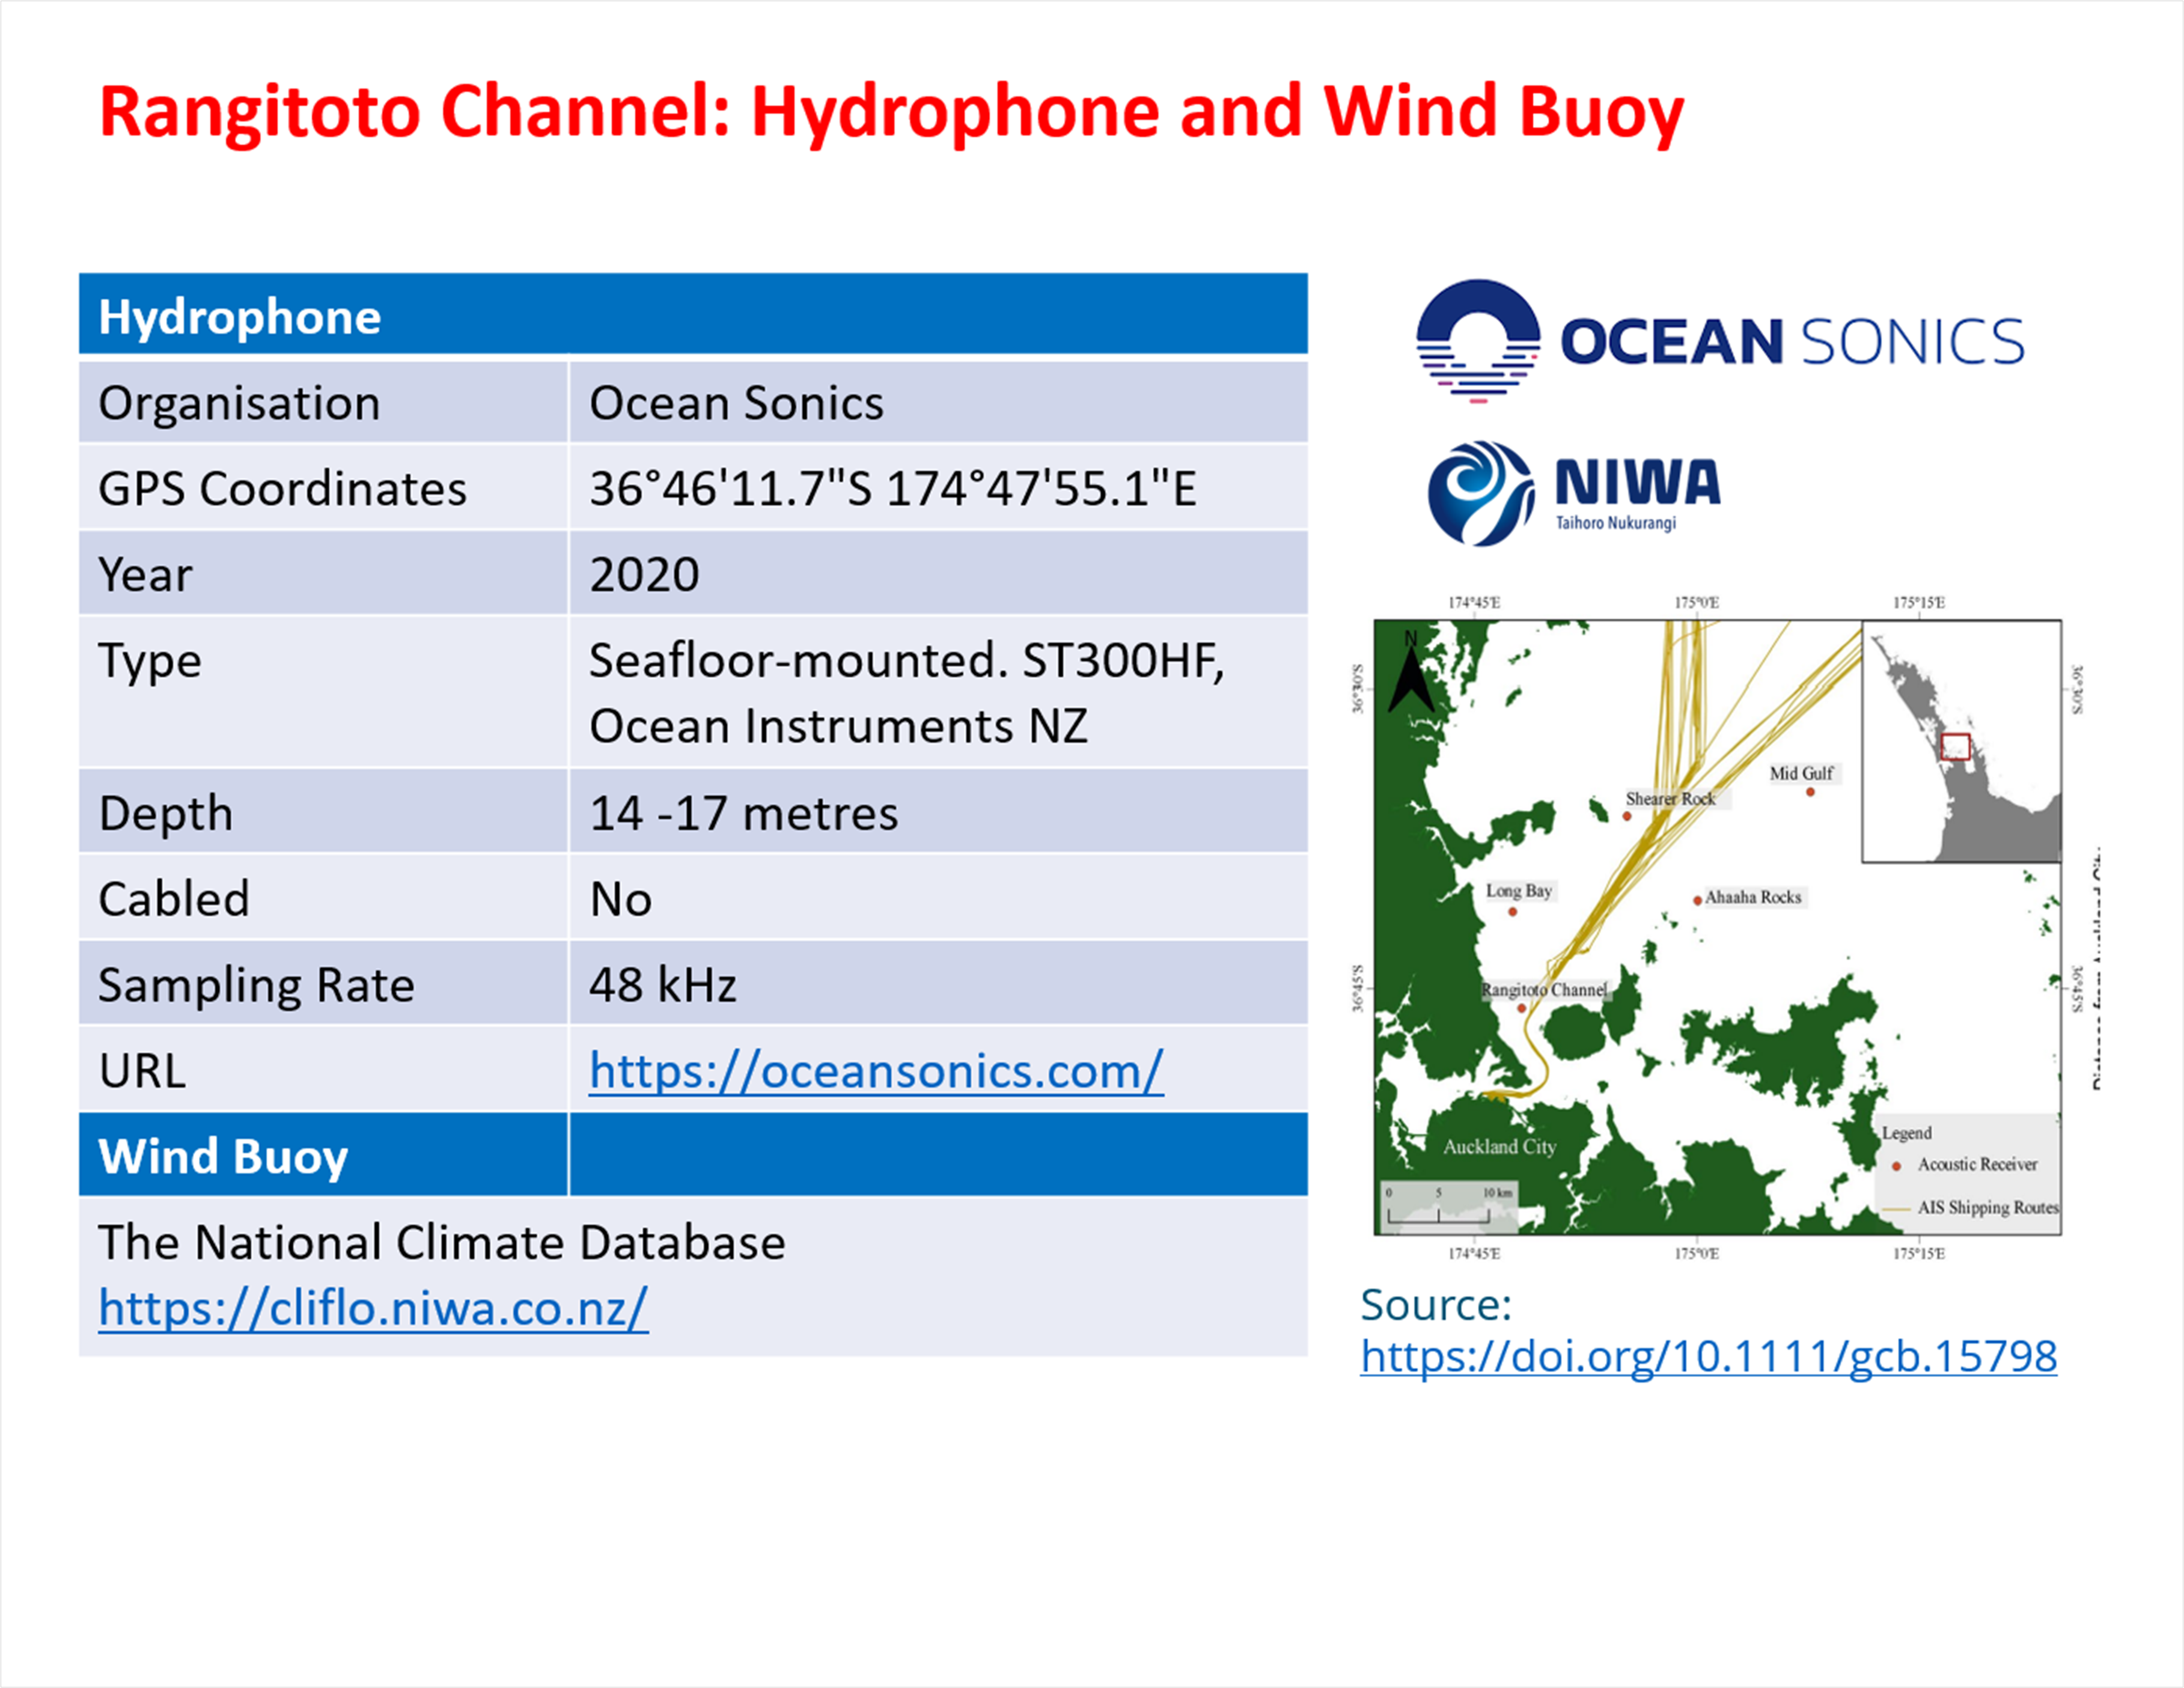 Rangitoto Channel: Hydrophone and Wind Buoy
Hydrophone
Organisation Ocean Sonics
GPS Coordinates 36°46'11.7"S 174°47'55.1"E
Year 2020
Type Seafloor-mounted. ST300HF,
Ocean Instruments NZ
Depth 14 -17 metres
Cabled No
Sampling Rate 48 kHz
URL https://oceansonics.com/
Wind Buoy
The National Climate Database
https://cliflo.niwa.co.nz/
OCEAN SONICS
NIWA
Taihoro Nukurangi
174°45'E 175°0'E 175°15'E
N
36°30'S 36°30'S
Mid Gulf
Shearer Rock
Long Bay
Ahaaha Rocks
Rangitoto Channel
36°45'S 36°45'S
Auckland City
Legend
Acoustic Receiver
AIS Shipping Routes
0 5 10 km
174°45'E 175°0'E 175°15'E
Source:
https://doi.org/10.1111/gcb.15798